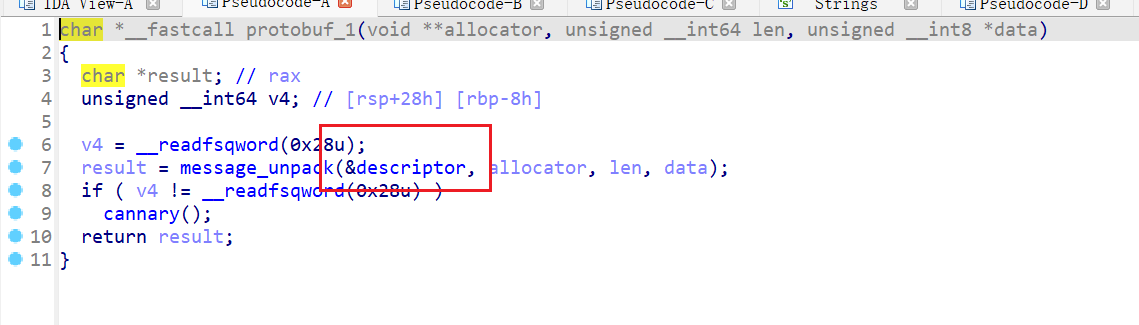 IDA View-A Pseudocode-A Pseudocode-B Pseudocode-C Strings Pseudocode-D
1 char *__fastcall protobuf_1(void **allocator, unsigned __int64 len, unsigned __int8 *data)
2 {
3 char *result; // rax
4 unsigned __int64 v4; // [rsp+28h] [rbp-8h]
5
6 v4 = __readfsqword(0x28u);
7 result = message_unpack(&descriptor, allocator, len, data);
8 if ( v4 != __readfsqword(0x28u) )
9 cannary();
10 return result;
11 }